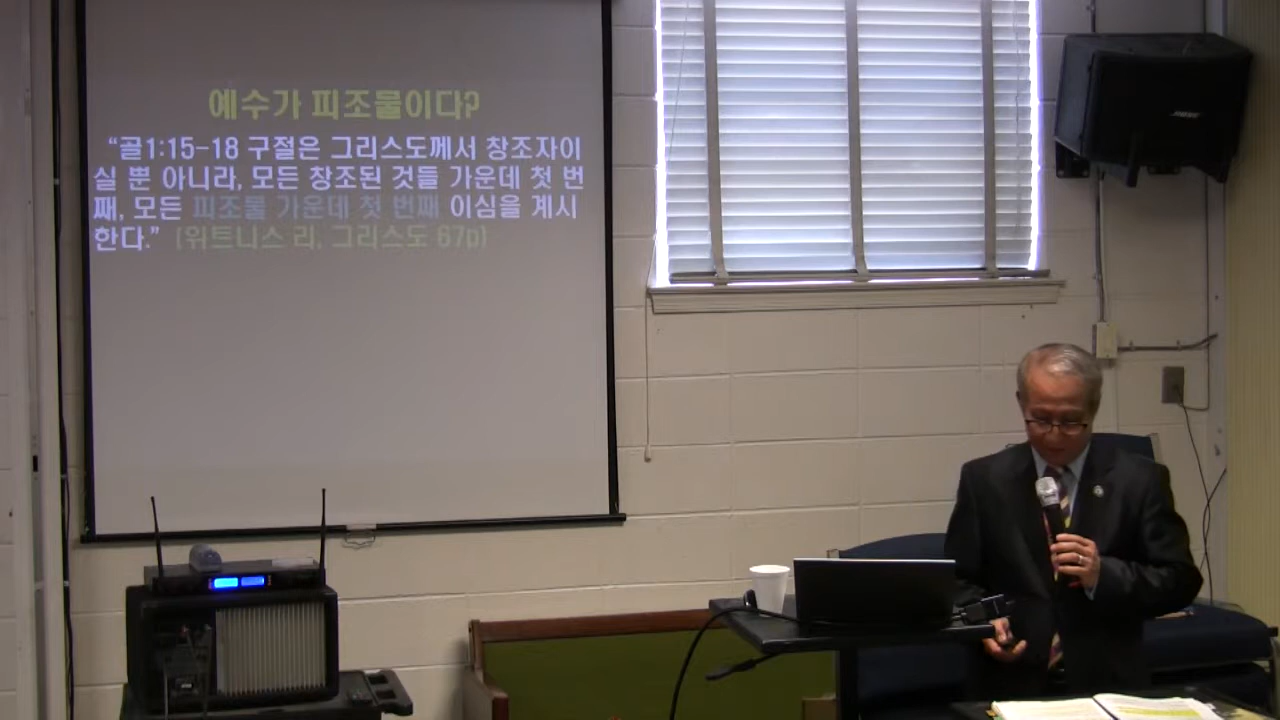 예수가 피조물이다?
“골1:15-18 구절은 그리스도께서 창조자이
실 뿐 아니라, 모든 창조된 것들 가운데 첫 번
째, 모든 피조물 가운데 첫 번째 이심을 계시
한다.” (위트니스 리, 그리스도 67p)
BOSE